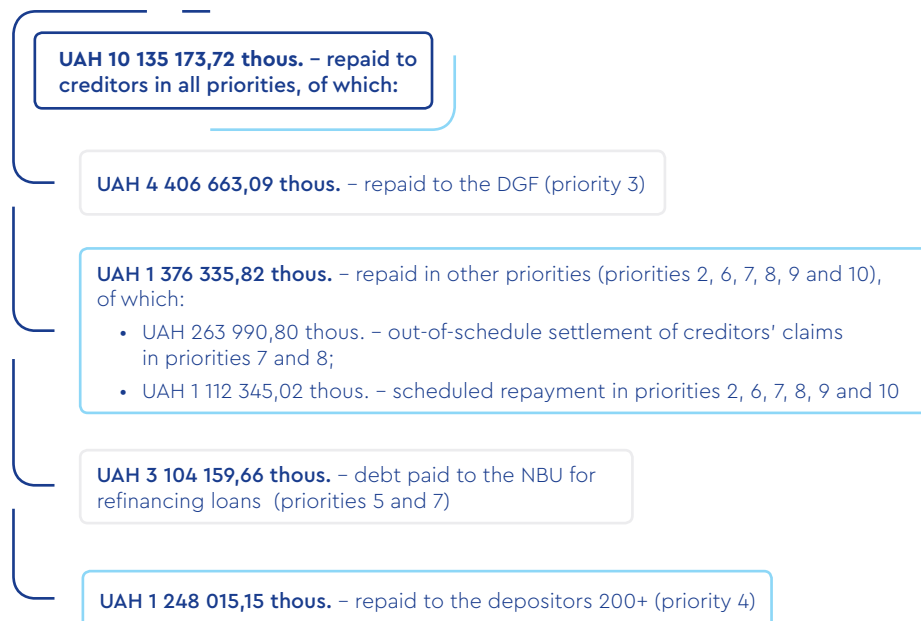 UAH 10 135 173,72 thous. – repaid to
creditors in all priorities, of which:
UAH 4 406 663,09 thous. – repaid to the DGF (priority 3)
UAH 1 376 335,82 thous. – repaid in other priorities (priorities 2, 6, 7, 8, 9 and 10),
of which:
• UAH 263 990,80 thous. – out-of-schedule settlement of creditors' claims
in priorities 7 and 8;
• UAH 1 112 345,02 thous. – scheduled repayment in priorities 2, 6, 7, 8, 9 and 10
UAH 3 104 159,66 thous. – debt paid to the NBU for
refinancing loans (priorities 5 and 7)
UAH 1 248 015,15 thous. – repaid to the depositors 200+ (priority 4)